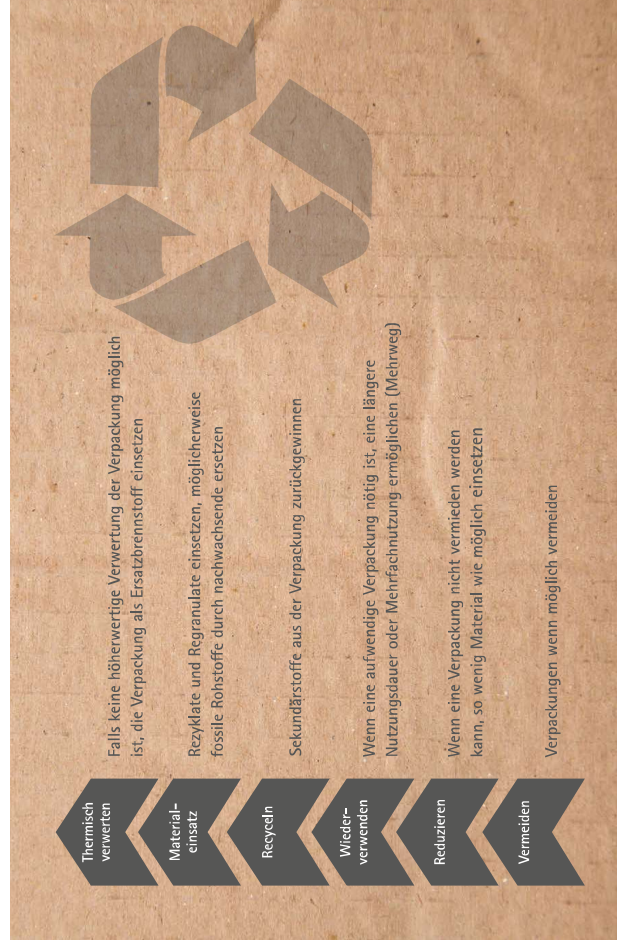 Thermisch
verwerten
Falls keine höherwertige Verwertung der Verpackung möglich
ist, die Verpackung als Ersatzbrennstoff einsetzen
Material-
einsatz
Rezyklate und Regranulate einsetzen, möglicherweise
fossile Rohstoffe durch nachwachsende ersetzen
Recyceln
Sekundärstoffe aus der Verpackung zurückgewinnen
Wieder-
verwenden
Wenn eine aufwendige Verpackung nötig ist, eine längere
Nutzungsdauer oder Mehrfachnutzung ermöglichen (Mehrweg)
Reduzieren
Wenn eine Verpackung nicht vermieden werden
kann, so wenig Material wie möglich einsetzen
Vermeiden
Verpackungen wenn möglich vermeiden